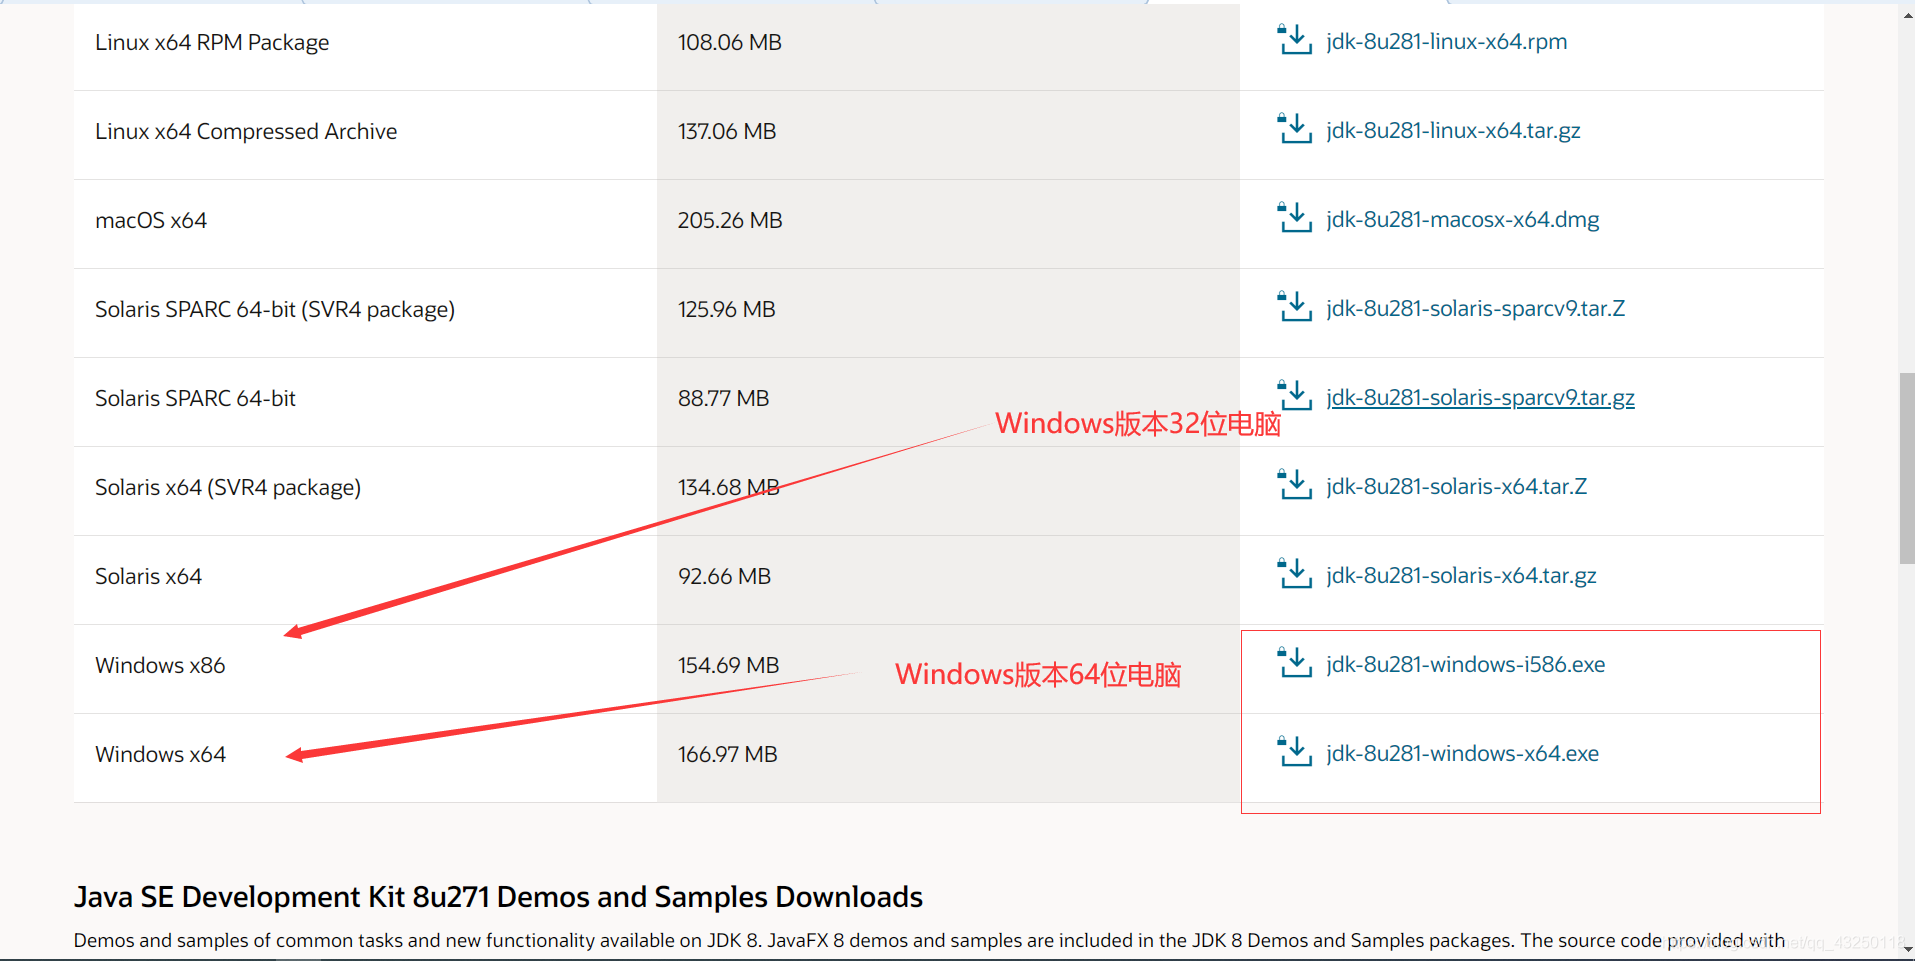 Linux x64 RPM Package 108.06 MB jdk-8u281-linux-x64.rpm
Linux x64 Compressed Archive 137.06 MB jdk-8u281-linux-x64.tar.gz
macOS x64 205.26 MB jdk-8u281-macosx-x64.dmg
Solaris SPARC 64-bit (SVR4 package) 125.96 MB jdk-8u281-solaris-sparcv9.tar.Z
Solaris SPARC 64-bit 88.77 MB jdk-8u281-solaris-sparcv9.tar.gz
Windows版本32位电脑
Solaris x64 (SVR4 package) 134.68 MB jdk-8u281-solaris-x64.tar.Z
Solaris x64 92.66 MB jdk-8u281-solaris-x64.tar.gz
Windows x86 154.69 MB jdk-8u281-windows-i586.exe
Windows版本64位电脑
Windows x64 166.97 MB jdk-8u281-windows-x64.exe
Java SE Development Kit 8u271 Demos and Samples Downloads
Demos and samples of common tasks and new functionality available on JDK 8. JavaFX 8 demos and samples are included in the JDK 8 Demos and Samples packages. The source code provided with